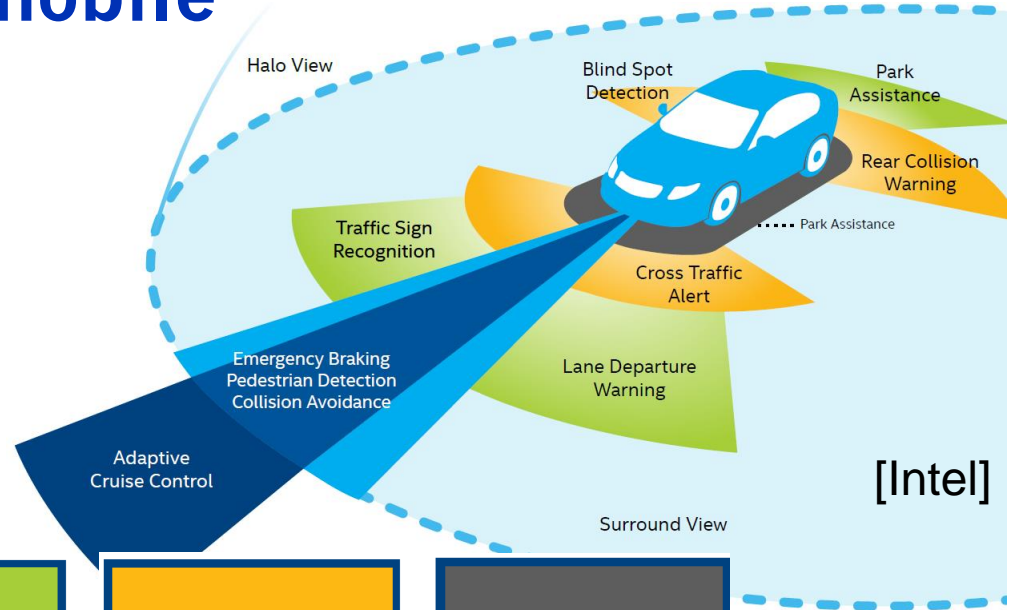 mobile
Halo View
Blind Spot
Detection
Park
Assistance
Rear Collision
Warning
Traffic Sign
Recognition
Park Assistance
Cross Traffic
Alert
Emergency Braking
Pedestrian Detection
Collision Avoidance
Lane Departure
Warning
Adaptive
Cruise Control
[Intel]
Surround View